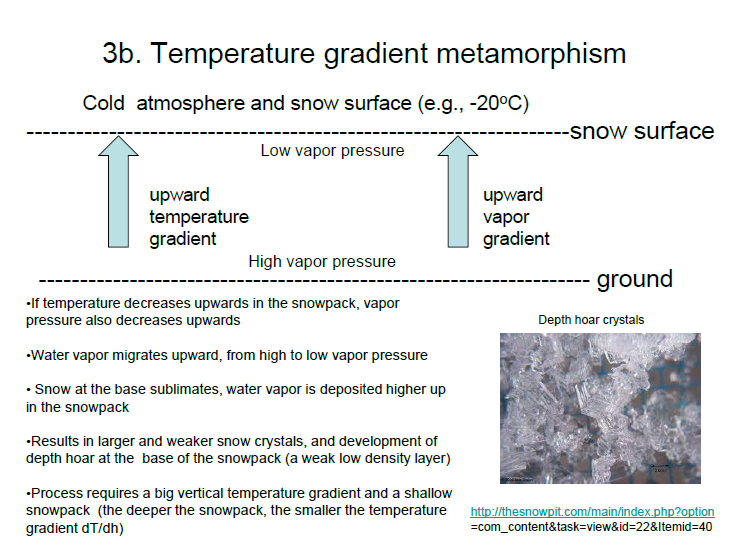 3b. Temperature gradient metamorphism
Cold atmosphere and snow surface (e.g., -20ºC)
snow surface
Low vapor pressure
upward
temperature
gradient
upward
vapor
gradient
High vapor pressure
ground
•If temperature decreases upwards in the snowpack, vapor
pressure also decreases upwards
•Water vapor migrates upward, from high to low vapor pressure
• Snow at the base sublimates, water vapor is deposited higher up
in the snowpack
•Results in larger and weaker snow crystals, and development of
depth hoar at the base of the snowpack (a weak low density layer)
•Process requires a big vertical temperature gradient and a shallow
snowpack (the deeper the snowpack, the smaller the temperature
gradient dT/dh)
Depth hoar crystals
http://thesnowpit.com/main/index.php?option
=com_content&task=view&id=22&Itemid=40